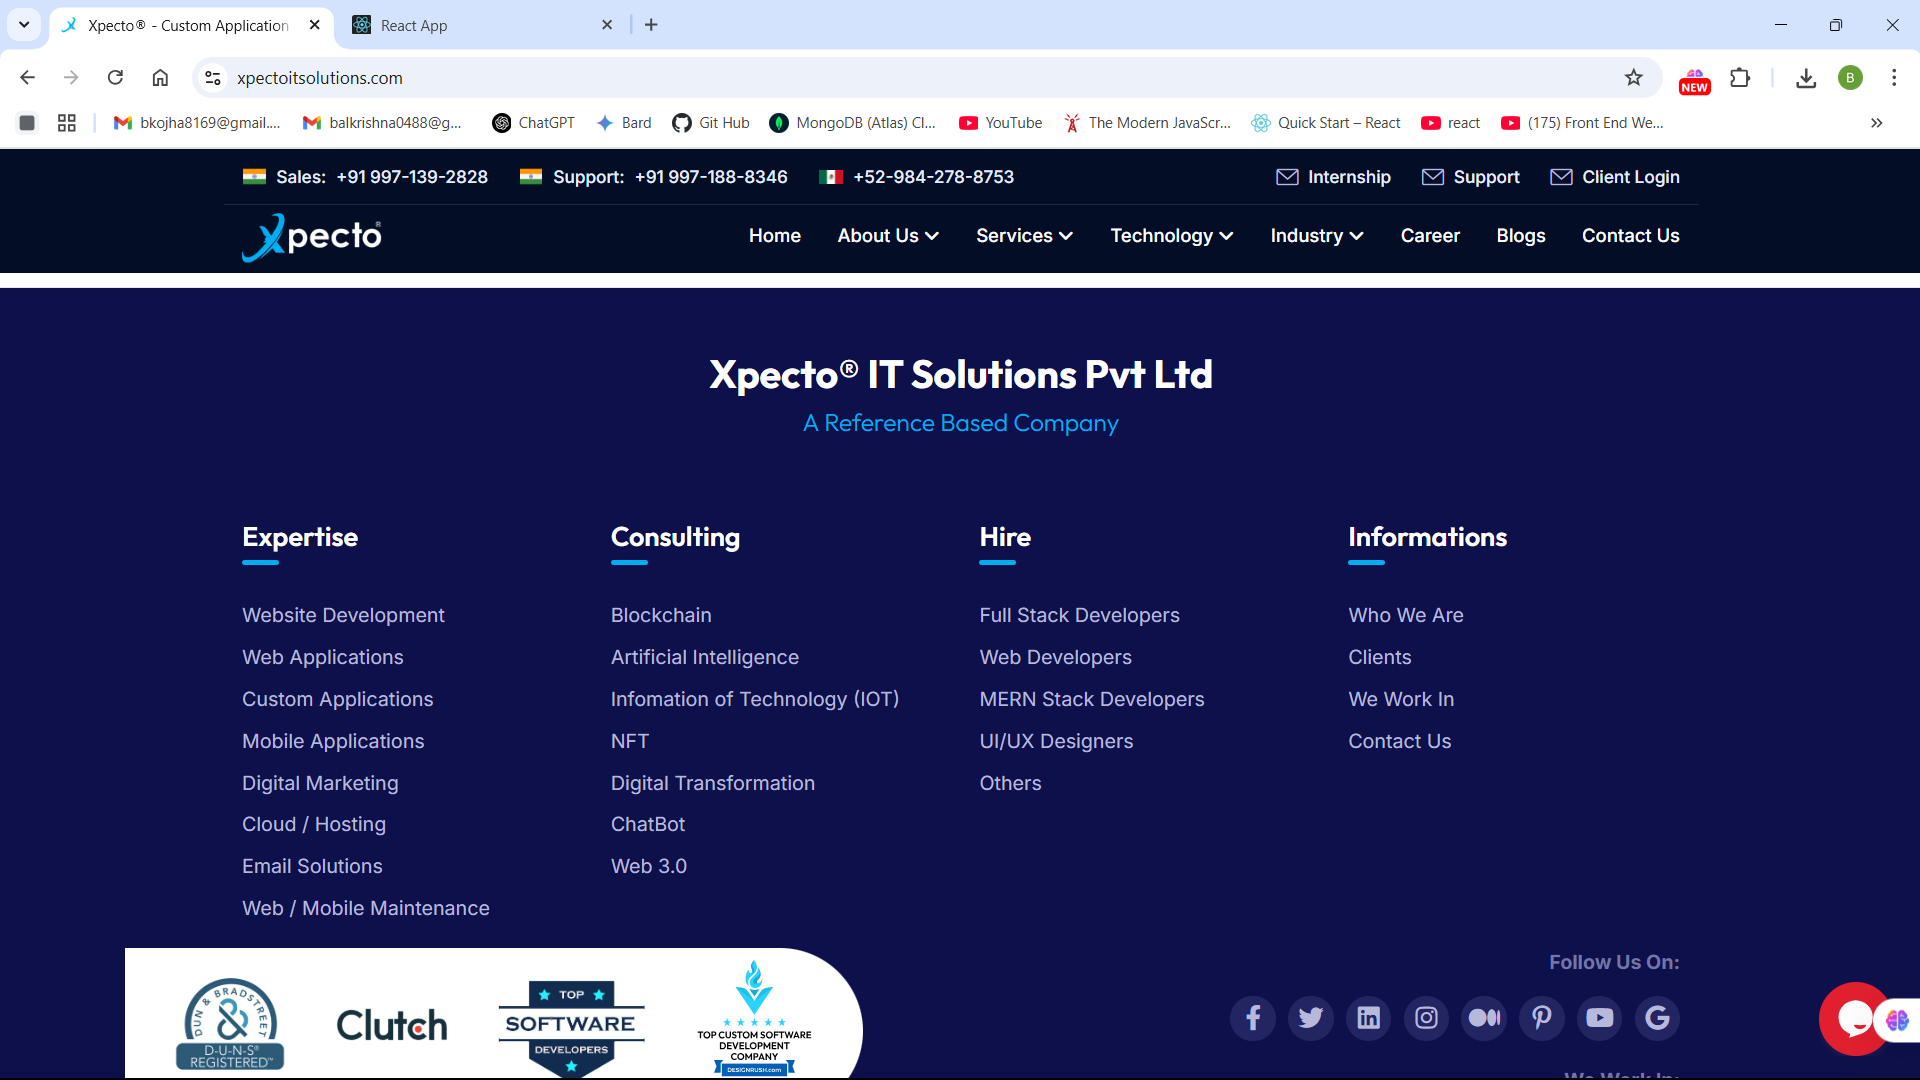 Xpecto® - Custom Application
React App
xpectoitsolutions.com
NEW
B
bkojha8169@gmail....
balkrishna0488@g...
ChatGPT
Bard
Git Hub
MongoDB (Atlas) Cl...
YouTube
The Modern JavaScr...
Quick Start – React
react
(175) Front End We...
Sales: +91 997-139-2828
Support: +91 997-188-8346
+52-984-278-8753
Internship
Support
Client Login
Xpecto®
Home
About Us
Services
Technology
Industry
Career
Blogs
Contact Us
Xpecto® IT Solutions Pvt Ltd
A Reference Based Company
Expertise
Website Development
Web Applications
Custom Applications
Mobile Applications
Digital Marketing
Cloud / Hosting
Email Solutions
Web / Mobile Maintenance
Consulting
Blockchain
Artificial Intelligence
Infomation of Technology (IOT)
NFT
Digital Transformation
ChatBot
Web 3.0
Hire
Full Stack Developers
Web Developers
MERN Stack Developers
UI/UX Designers
Others
Informations
Who We Are
Clients
We Work In
Contact Us
DUN & BRADSTREET
D-U-N-S®
REGISTERED™
Clutch
TOP
SOFTWARE
DEVELOPERS
TOP CUSTOM SOFTWARE
DEVELOPMENT
COMPANY
DESIGNRUSH.com
Follow Us On:
We Work In: